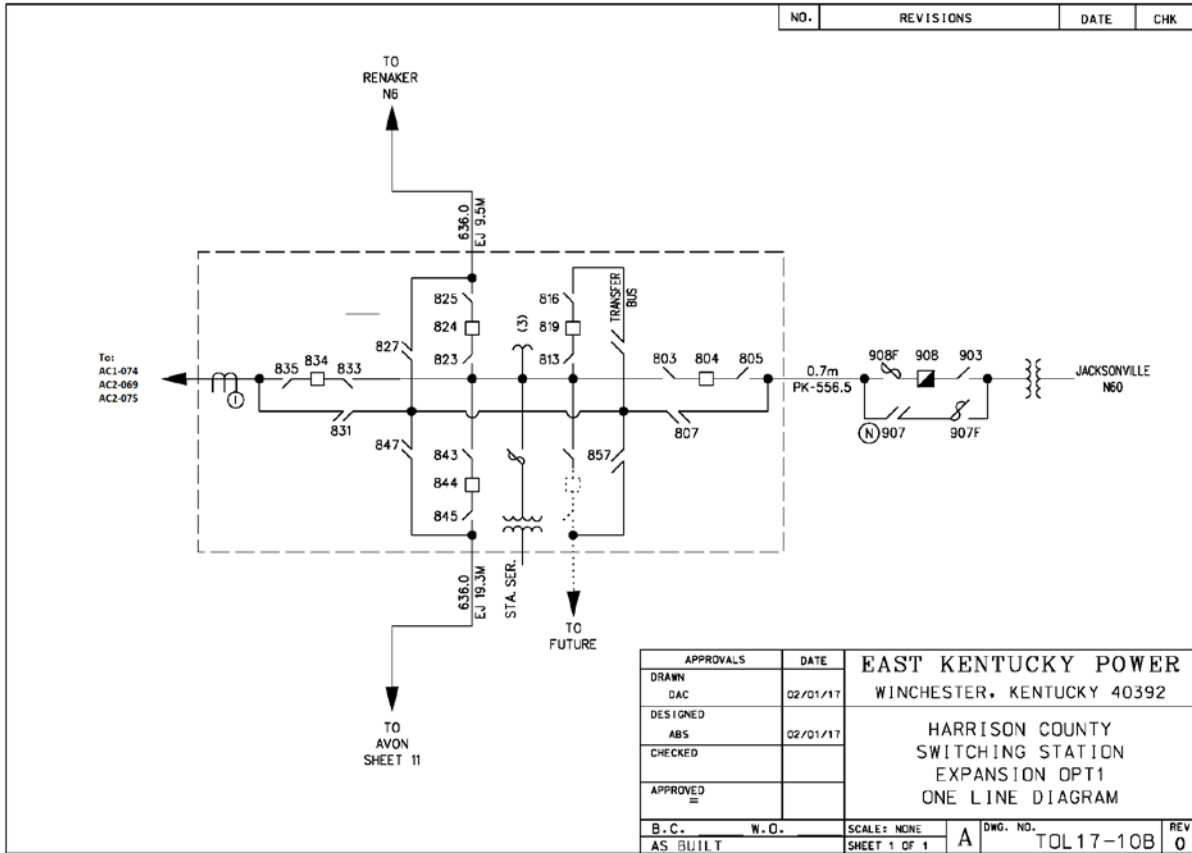 NO. REVISIONS DATE CHK
TO
RENAKER
N6
636.0
EJ 9.5M
825
816
TRANSFER
BUS
824
(3)
819
827
823
813
803 804 805
908F 908 903
To:
AC1-074
AC2-069
AC2-075
835 834 833
0.7m
PK-556.5
JACKSONVILLE
N60
I
831
807
N 907
907F
847
843
857
844
845
636.0
EJ 19.3M
STA. SER.
TO
FUTURE
TO
AVON
SHEET 11
APPROVALS DATE
DRAWN
DAC 02/01/17
DESIGNED
ABS 02/01/17
CHECKED
APPROVED
=
EAST KENTUCKY POWER
WINCHESTER, KENTUCKY 40392
HARRISON COUNTY
SWITCHING STATION
EXPANSION OPT1
ONE LINE DIAGRAM
B.C. ____ W.O. ____
AS BUILT
SCALE: NONE
SHEET 1 OF 1
A
DWG. NO.
TOL17-10B
REV
0